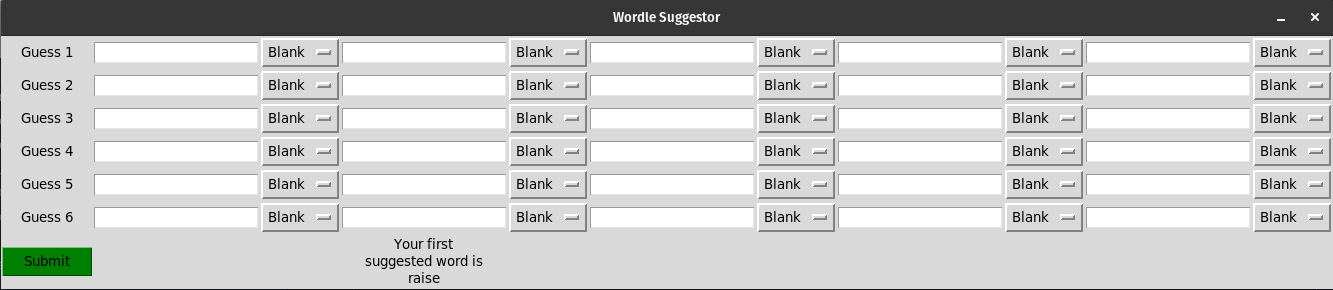 Wordle Suggestor
Guess 1 Blank Blank Blank Blank Blank
Guess 2 Blank Blank Blank Blank Blank
Guess 3 Blank Blank Blank Blank Blank
Guess 4 Blank Blank Blank Blank Blank
Guess 5 Blank Blank Blank Blank Blank
Guess 6 Blank Blank Blank Blank Blank
Submit
Your first
suggested word is
raise